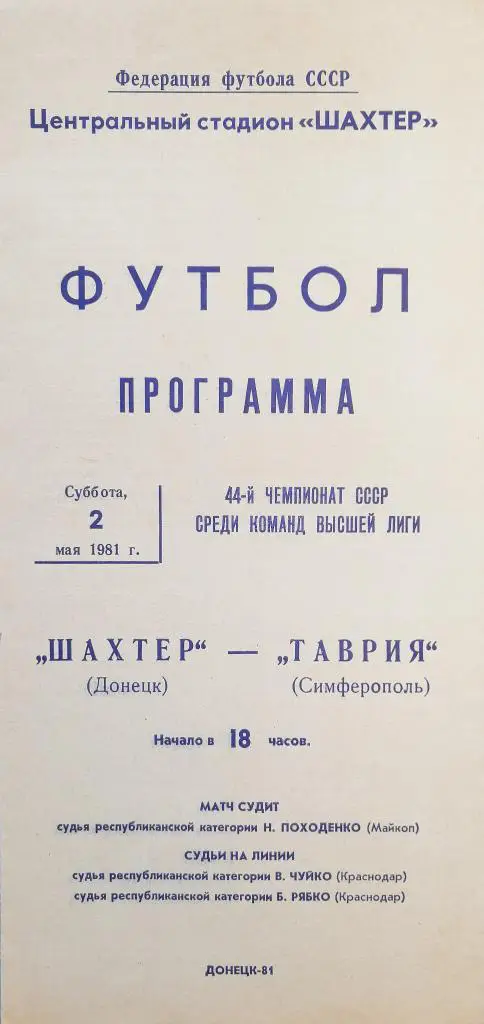 Федерация футбола СССР
Центральный стадион «ШАХТЕР»
ФУТБОЛ
ПРОГРАММА
Суббота,
2
мая 1981 г.
44-й ЧЕМПИОНАТ СССР
СРЕДИ КОМАНД ВЫСШЕЙ ЛИГИ
„ШАХТЕР“ — „ТАВРИЯ“
(Донецк) (Симферополь)
Начало в 18 часов.
МАТЧ СУДИТ
судья республиканской категории Н. ПОХОДЕНКО (Майкоп)
СУДЬИ НА ЛИНИИ
судья республиканской категории В. ЧУЙКО (Краснодар)
судья республиканской категории Б. РЯБКО (Краснодар)
ДОНЕЦК-81